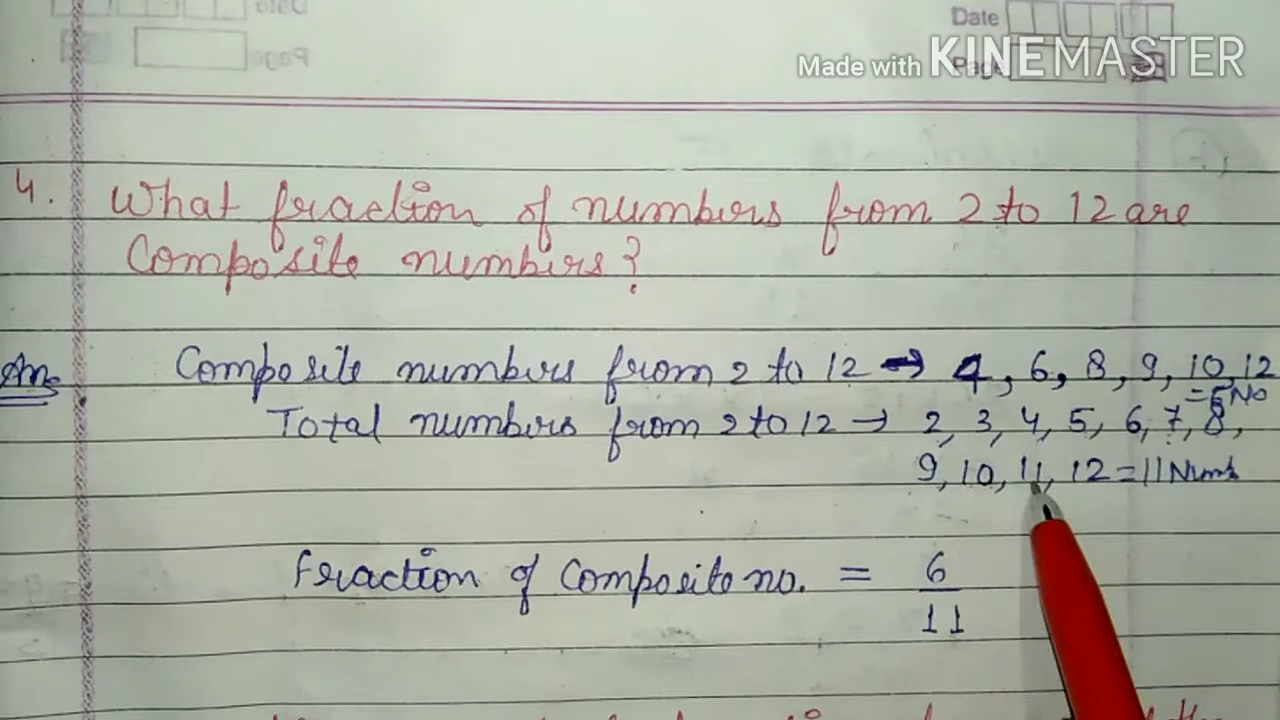 Date
Page
Made with KINEMASTER
4. What fraction of numbers from 2 to 12 are
Composite numbers?
Ans Composite numbers from 2 to 12 → 4, 6, 8, 9, 10, 12
= 6 No
Total numbers from 2 to 12 → 2, 3, 4, 5, 6, 7, 8,
9, 10, 11, 12 = 11 Num
Fraction of Composite no. = 6
11